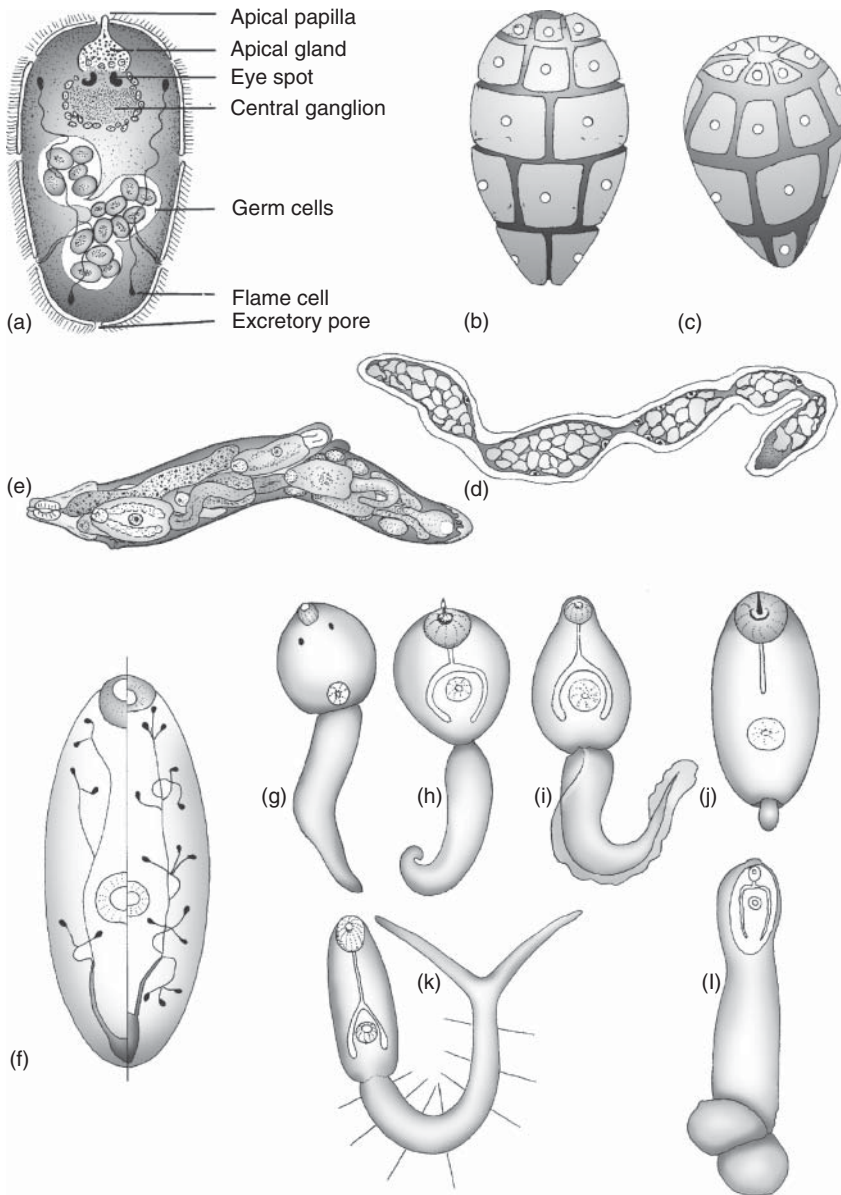 Apical papilla
Apical gland
Eye spot
Central ganglion
Germ cells
Flame cell
Excretory pore
(a)
(b)
(c)
(d)
(e)
(f)
(g)
(h)
(i)
(j)
(k)
(l)